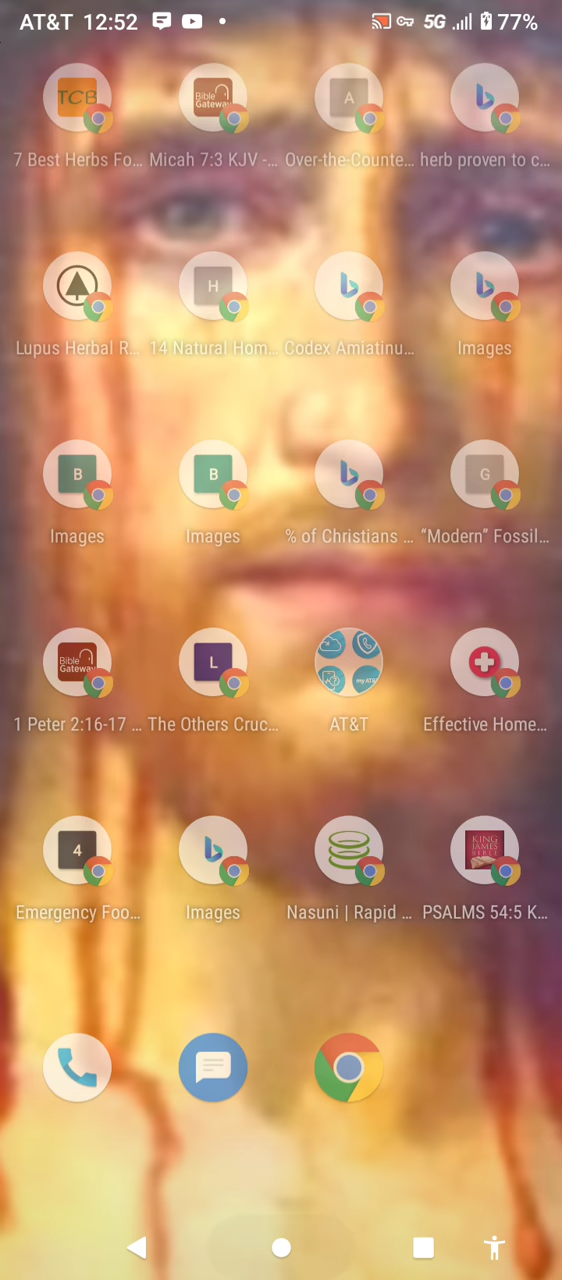 AT&T 12:52 5G 77%
TCB
Bible Gateway
A
7 Best Herbs Fo...
Micah 7:3 KJV -...
Over-the-Counte...
herb proven to c...
H
Lupus Herbal R...
14 Natural Hom...
Codex Amiatinu...
Images
B
B
G
Images
Images
% of Christians ...
“Modern” Fossil...
Bible Gateway
L
my AT&T
1 Peter 2:16-17 ...
The Others Cruc...
AT&T
Effective Home...
4
KING JAMES BIBLE
Emergency Foo...
Images
Nasuni | Rapid ...
PSALMS 54:5 K...